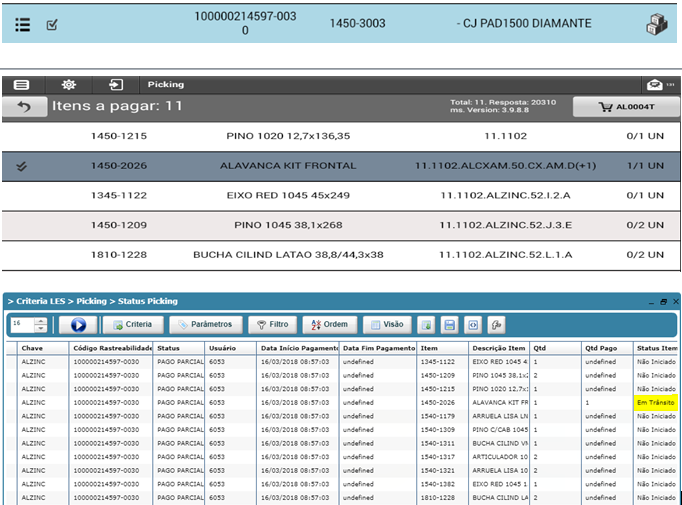 100000214597-003
0
1450-3003
- CJ PAD1500 DIAMANTE
Picking
Itens a pagar: 11
Total: 11. Resposta: 20310
ms. Version: 3.9.8.8
AL0004T
1450-1215 PINO 1020 12,7x136,35 11.1102 0/1 UN
1450-2026 ALAVANCA KIT FRONTAL 11.1102.ALCXAM.50.CX.AM.D(+1) 1/1 UN
1345-1122 EIXO RED 1045 45x249 11.1102.ALZINC.52.I.2.A 0/1 UN
1450-1209 PINO 1045 38,1x268 11.1102.ALZINC.52.J.3.E 0/2 UN
1810-1228 BUCHA CILIND LATAO 38,8/44,3x38 11.1102.ALZINC.52.L.1.A 0/2 UN
> Criteria LES > Picking > Status Picking
16 Criteria Parâmetros Filtro Ordem Visão
Chave Código Rastreabilidade Status Usuário Data Início Pagamento Data Fim Pagamento Item Descrição Item Qtd Qtd Pago Status Item
ALZINC 100000214597-0030 PAGO PARCIAL 6053 16/03/2018 08:57:03 undefined 1345-1122 EIXO RED 1045 4 1 undefined Não Iniciado
ALZINC 100000214597-0030 PAGO PARCIAL 6053 16/03/2018 08:57:03 undefined 1450-1209 PINO 1045 38.1x 2 undefined Não Iniciado
ALZINC 100000214597-0030 PAGO PARCIAL 6053 16/03/2018 08:57:03 undefined 1450-1215 PINO 1020 12.7x 1 undefined Não Iniciado
ALZINC 100000214597-0030 PAGO PARCIAL 6053 16/03/2018 08:57:03 undefined 1450-2026 ALAVANCA KIT FR 1 1 Em Trânsito
ALZINC 100000214597-0030 PAGO PARCIAL 6053 16/03/2018 08:57:03 undefined 1540-1179 ARRUELA LISA LN 1 undefined Não Iniciado
ALZINC 100000214597-0030 PAGO PARCIAL 6053 16/03/2018 08:57:03 undefined 1540-1309 PINO C/CAB 1045 1 undefined Não Iniciado
ALZINC 100000214597-0030 PAGO PARCIAL 6053 16/03/2018 08:57:03 undefined 1540-1311 BUCHA CILIND 1 undefined Não Iniciado
ALZINC 100000214597-0030 PAGO PARCIAL 6053 16/03/2018 08:57:03 undefined 1540-1317 ARTICULADOR 10 2 undefined Não Iniciado
ALZINC 100000214597-0030 PAGO PARCIAL 6053 16/03/2018 08:57:03 undefined 1540-1321 ARRUELA LISA 10 2 undefined Não Iniciado
ALZINC 100000214597-0030 PAGO PARCIAL 6053 16/03/2018 08:57:03 undefined 1540-1382 EIXO RED 1045 1 1 undefined Não Iniciado
ALZINC 100000214597-0030 PAGO PARCIAL 6053 16/03/2018 08:57:03 undefined 1810-1228 BUCHA CILIND LA 2 undefined Não Iniciado